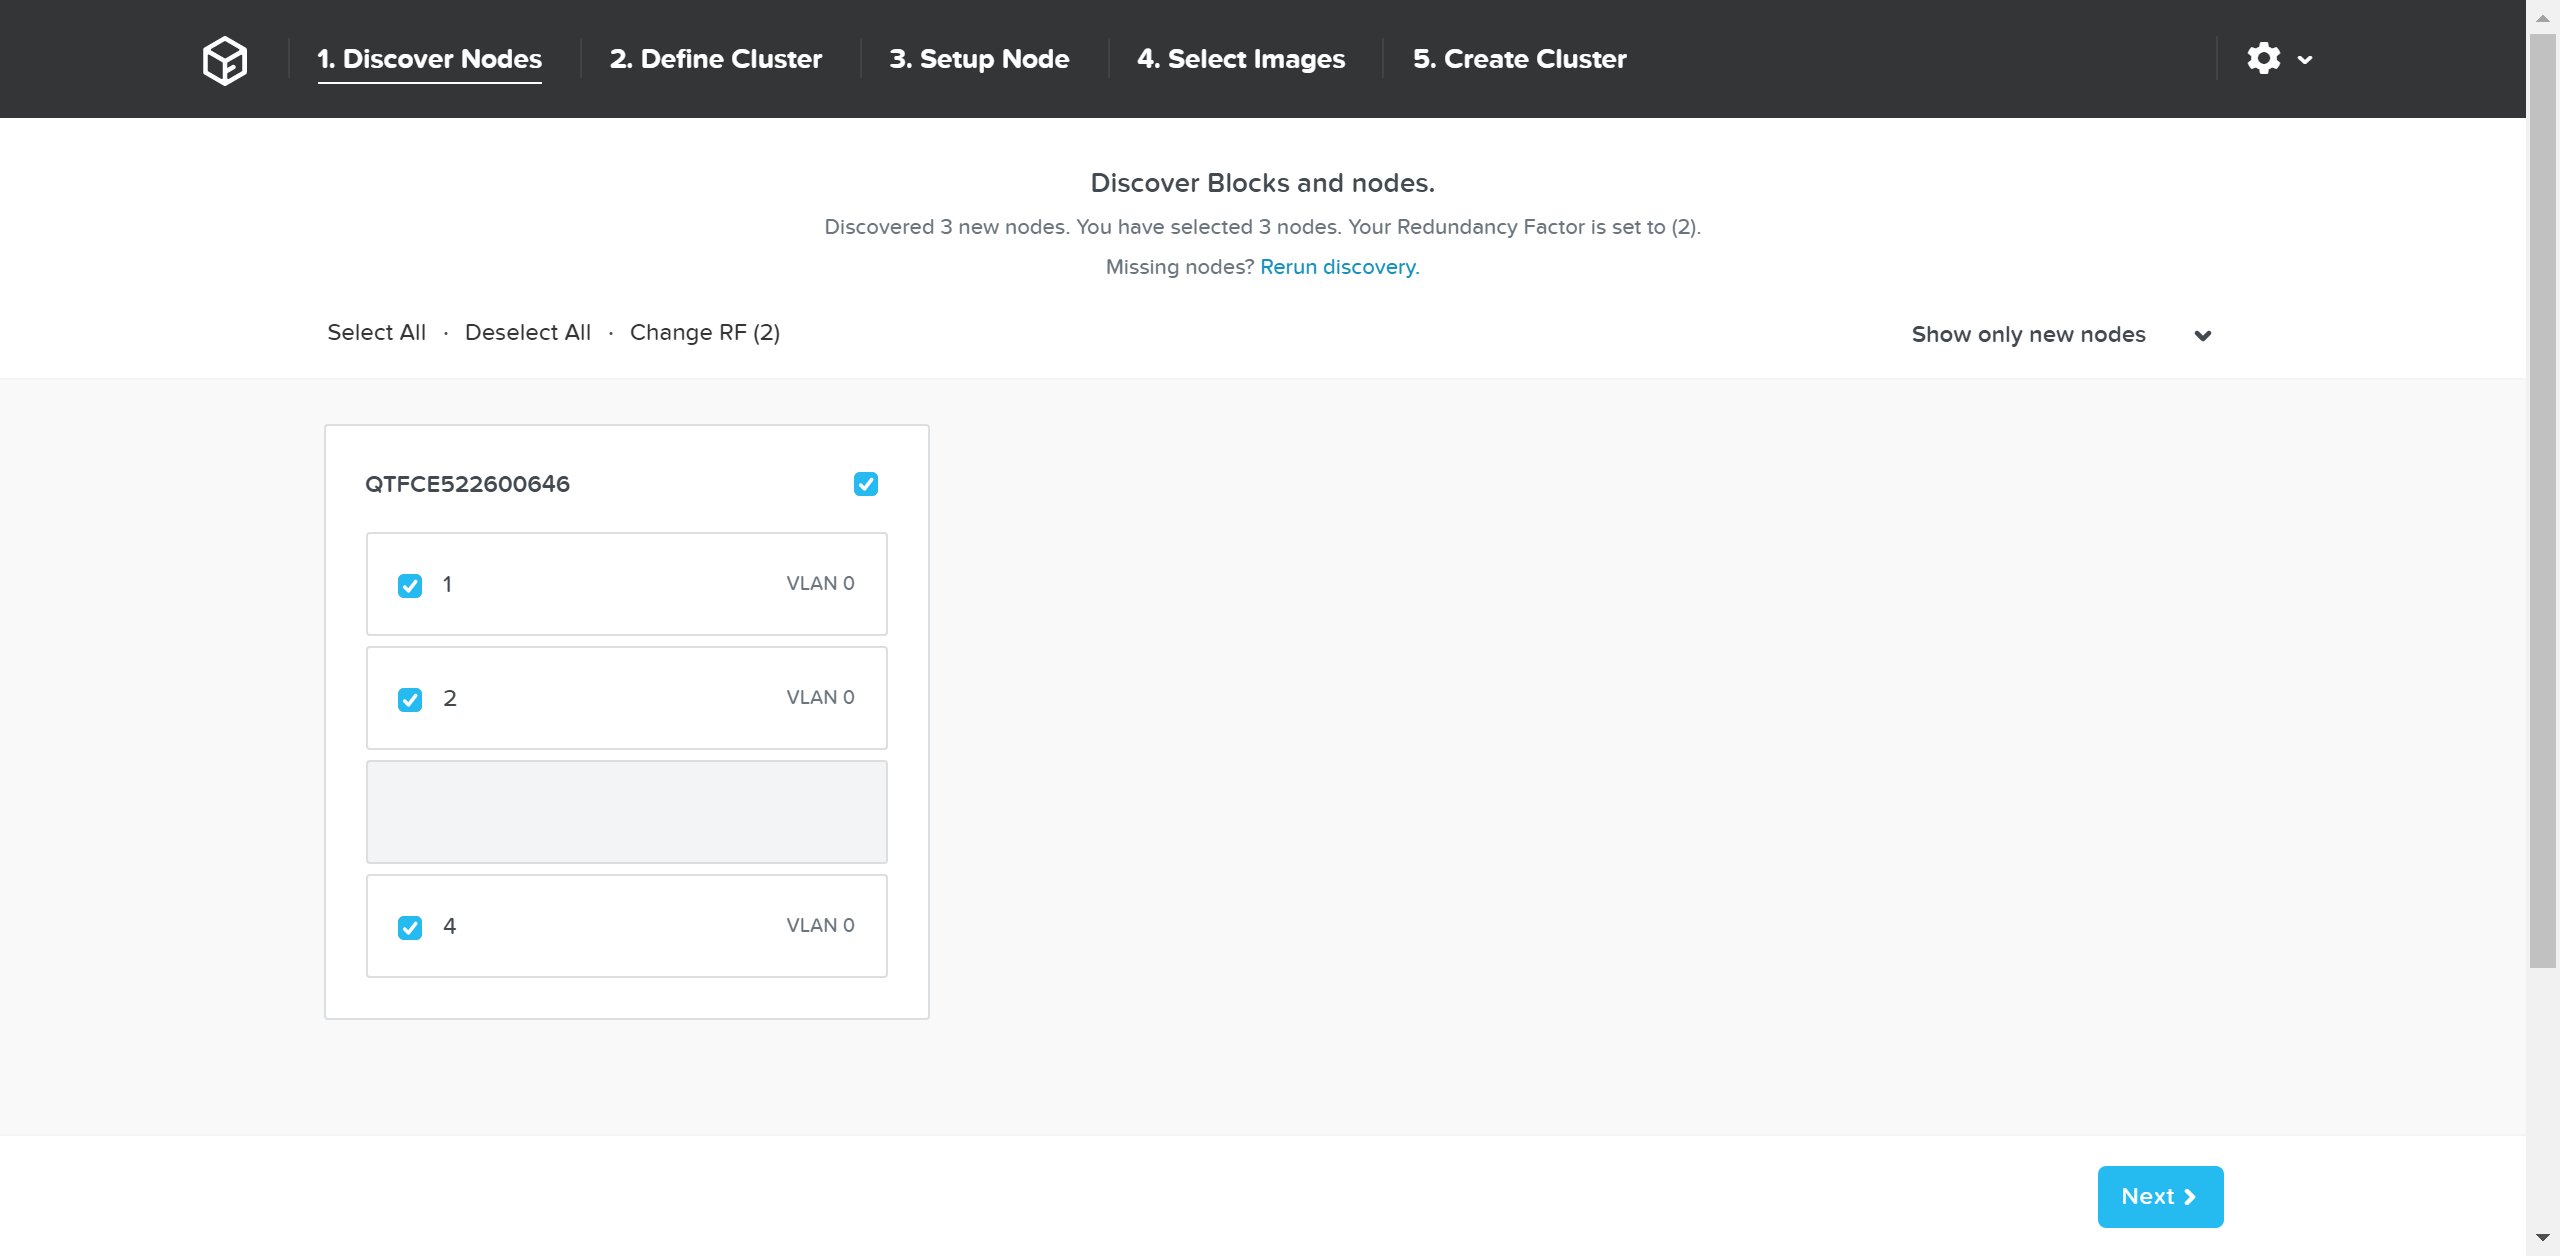 1. Discover Nodes
2. Define Cluster
3. Setup Node
4. Select Images
5. Create Cluster
Discover Blocks and nodes.
Discovered 3 new nodes. You have selected 3 nodes. Your Redundancy Factor is set to (2).
Missing nodes? Rerun discovery.
Select All · Deselect All · Change RF (2)
Show only new nodes
QTFCE522600646
1 VLAN 0
2 VLAN 0
4 VLAN 0
Next